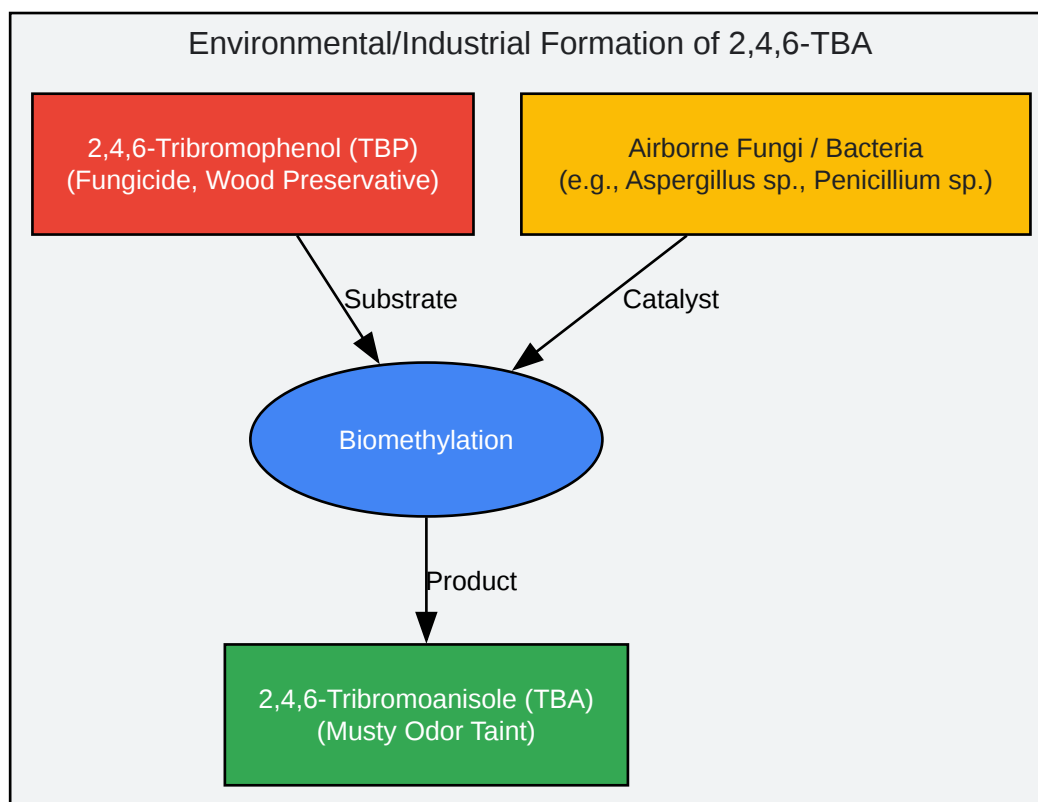 Environmental/Industrial Formation of 2,4,6-TBA
2,4,6-Tribromophenol (TBP)
(Fungicide, Wood Preservative)
Airborne Fungi / Bacteria
(e.g., Aspergillus sp., Penicillium sp.)
Substrate
Catalyst
Biomethylation
Product
2,4,6-Tribromoanisole (TBA)
(Musty Odor Taint)